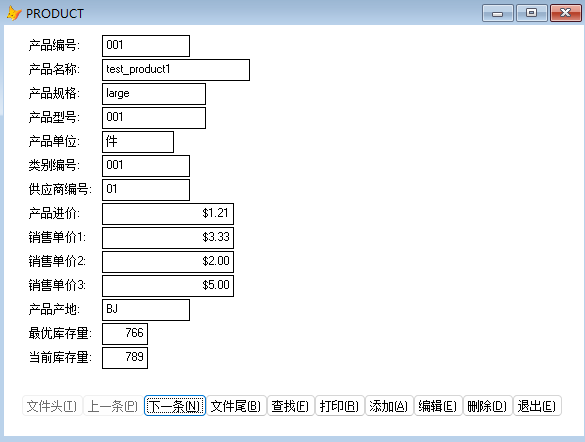 PRODUCT
产品编号: 001
产品名称: test_product1
产品规格: large
产品型号: 001
产品单位: 件
类别编号: 001
供应商编号: 01
产品进价: $1.21
销售单价1: $3.33
销售单价2: $2.00
销售单价3: $5.00
产品产地: BJ
最优库存量: 766
当前库存量: 789
文件头(T) 上一条(P) 下一条(N) 文件尾(B) 查找(F) 打印(R) 添加(A) 编辑(E) 删除(D) 退出(E)